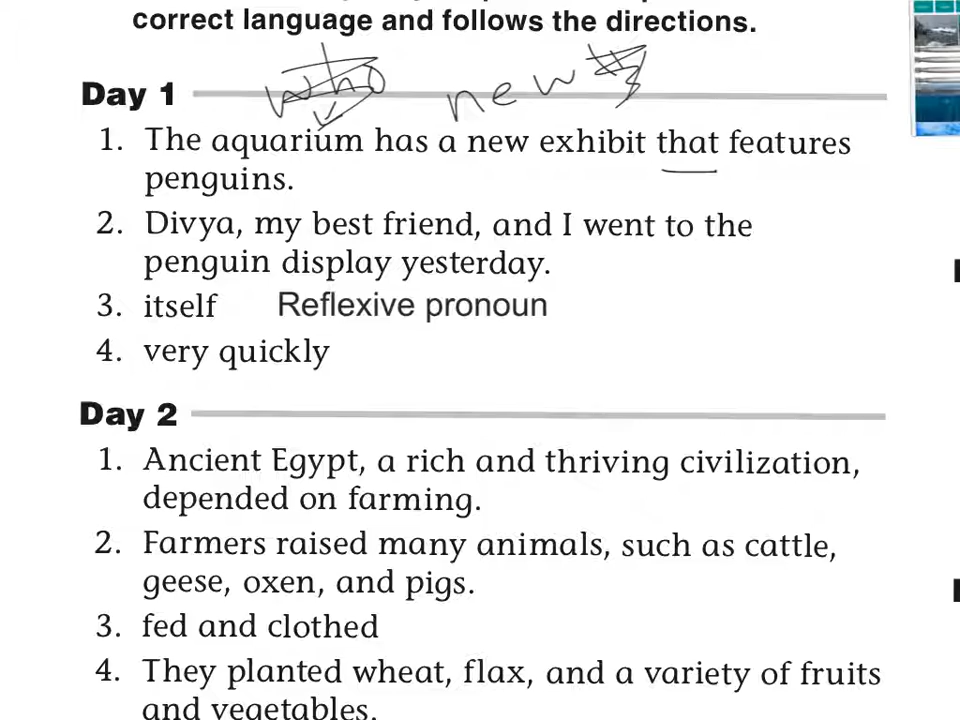 correct language and follows the directions.
who new
Day 1
1. The aquarium has a new exhibit that features
penguins.
2. Divya, my best friend, and I went to the
penguin display yesterday.
3. itself Reflexive pronoun
4. very quickly
Day 2
1. Ancient Egypt, a rich and thriving civilization,
depended on farming.
2. Farmers raised many animals, such as cattle,
geese, oxen, and pigs.
3. fed and clothed
4. They planted wheat, flax, and a variety of fruits
and vegetables.